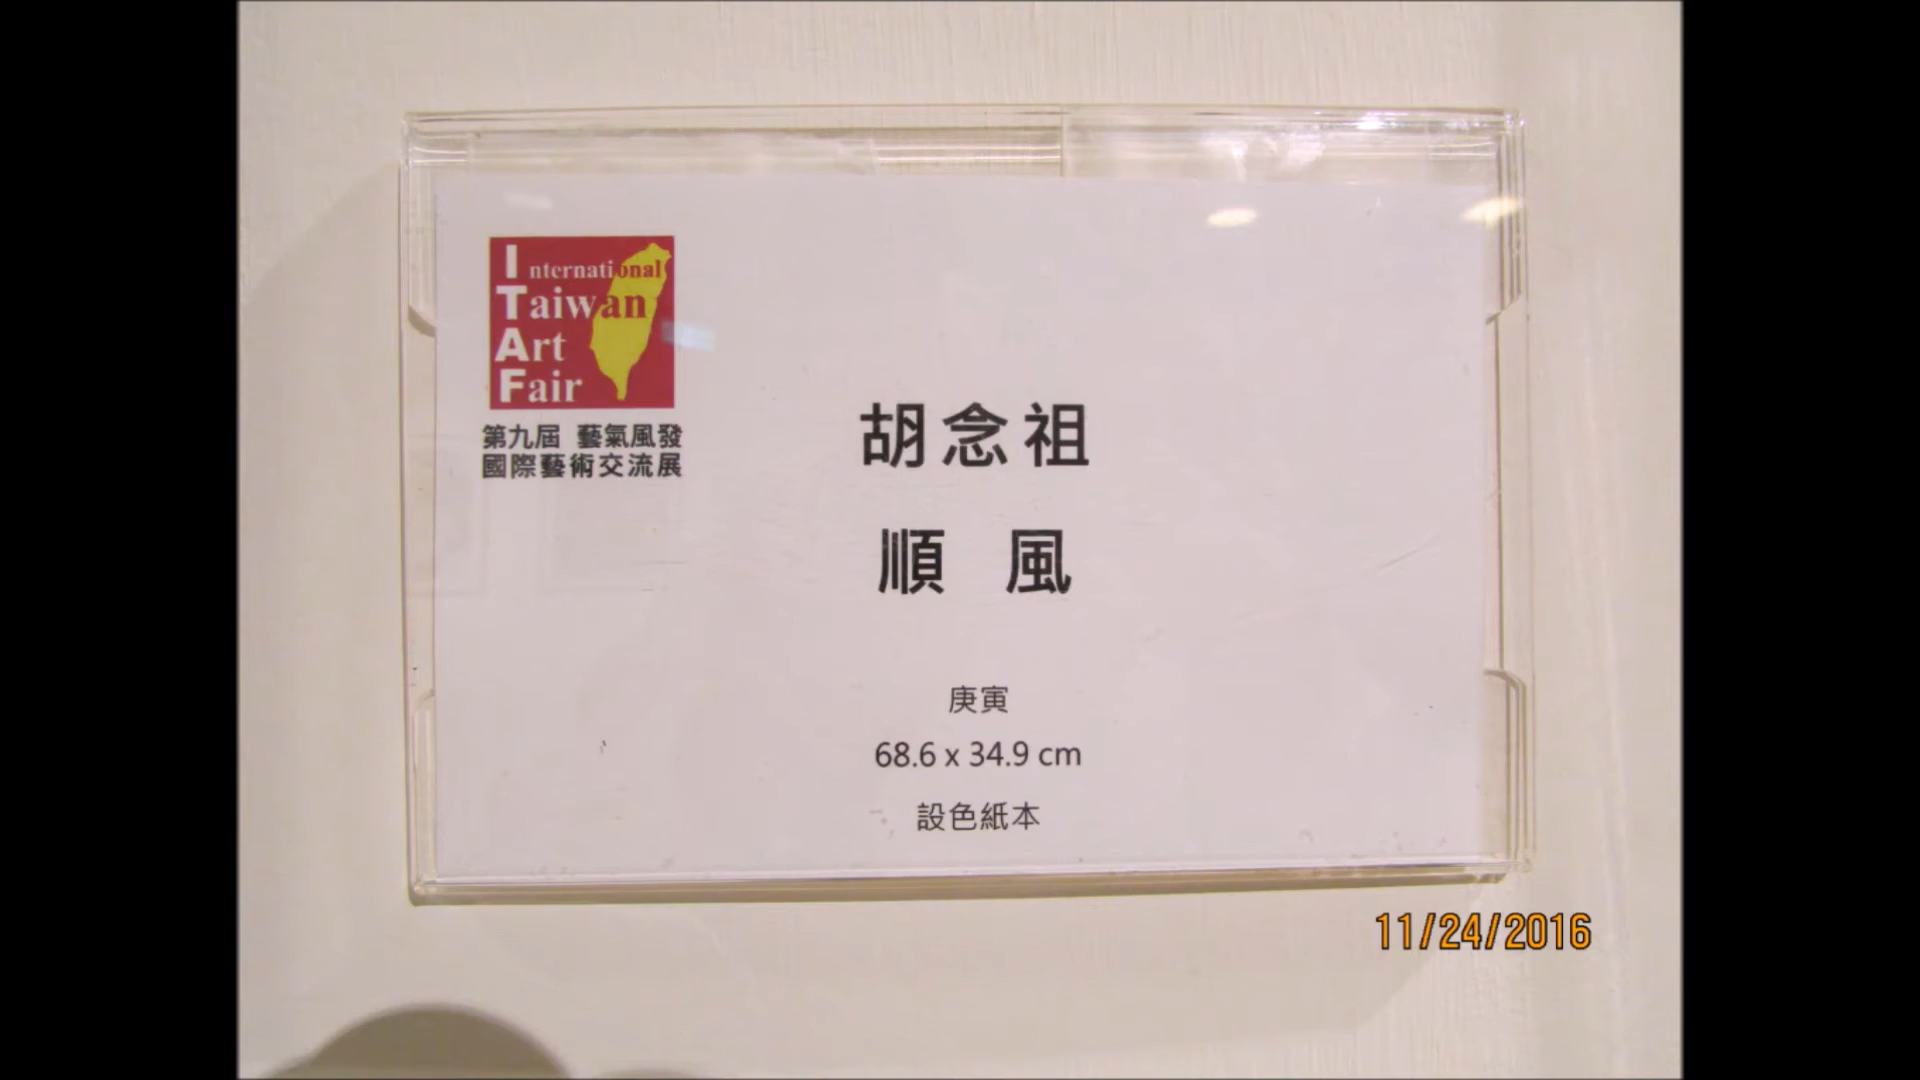 International
Taiwan
Art
Fair
第九屆 藝氣風發
國際藝術交流展
胡念祖
順 風
庚寅
68.6 x 34.9 cm
設色紙本
11/24/2016